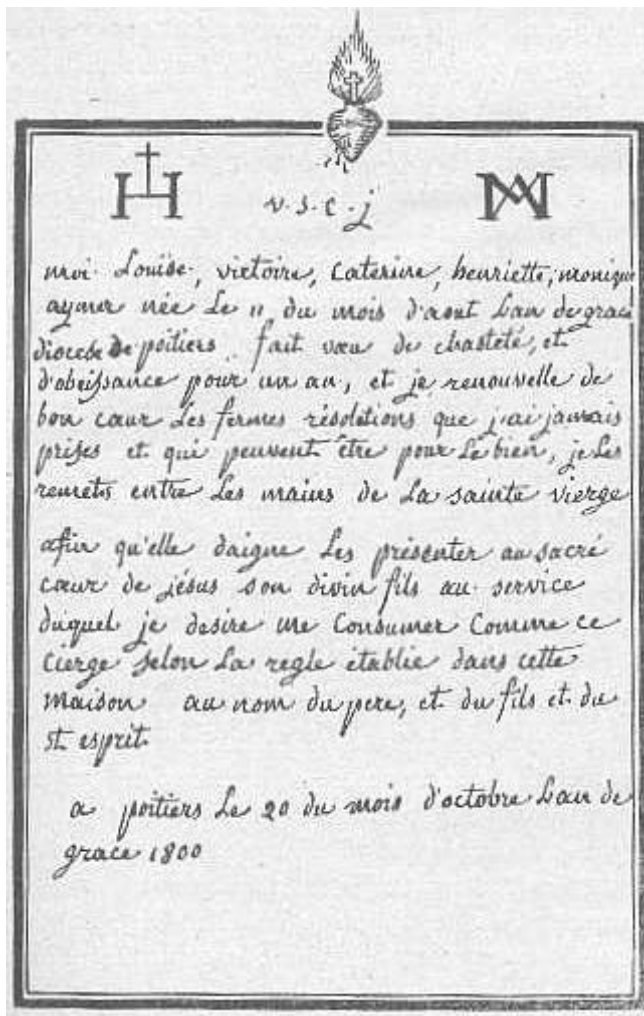 v. s. c. j
moi Louise, victoire, Caterine, henriette, monique
aymer née Le 11 du mois d'aout L'an de grace
diocese de poitiers fait vœu de chasteté, et
d'obeissance pour un an, et je renouvelle de
bon cœur Les fermes résolutions que j'ai jamais
prises et qui peuvent être pour Le bien, je Les
remets entre Les mains de La sainte vierge
afin qu'elle daigne Les présenter au sacré
cœur de jésus son divin fils au service
duquel je desire me Consumer Comme ce
Cierge selon La regle établie dans cette
maison au nom du pere, et du fils et du
st esprit
a poitiers Le 20 du mois d'octobre L'an de
grace 1800